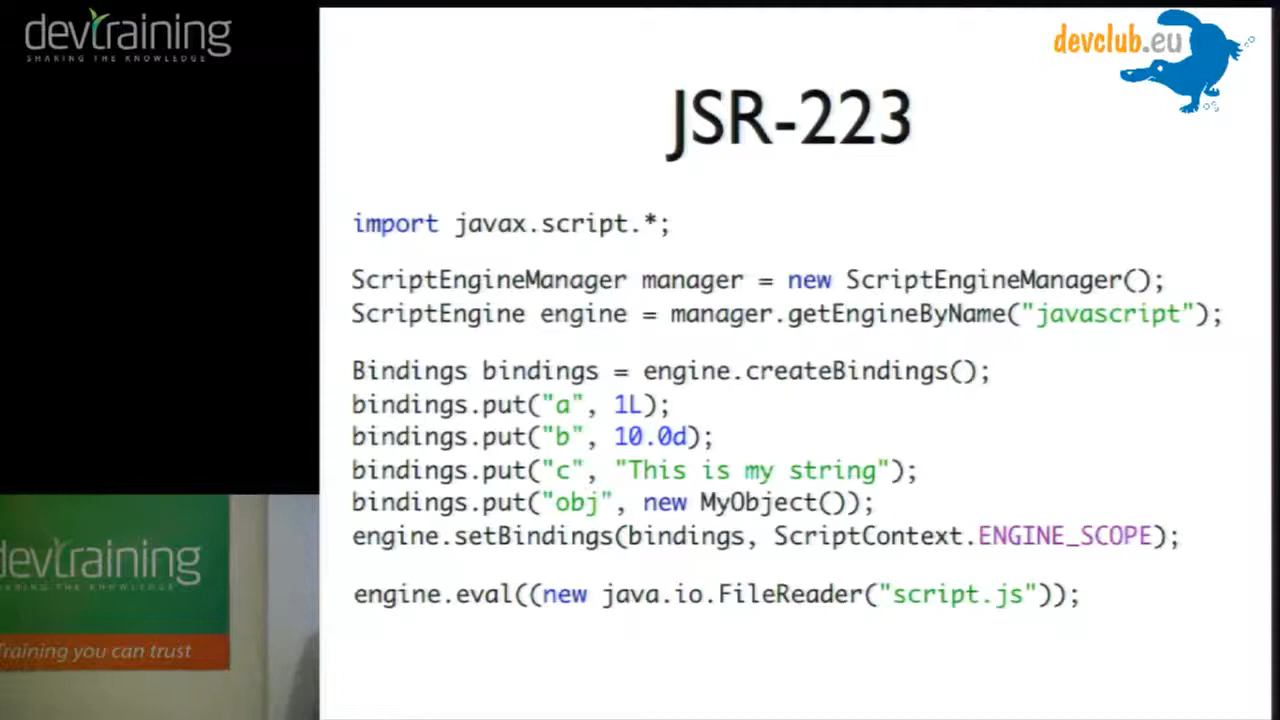 devtraining
SHARING THE KNOWLEDGE
devclub.eu
JSR-223
import javax.script.*;
ScriptEngineManager manager = new ScriptEngineManager();
ScriptEngine engine = manager.getEngineByName("javascript");
Bindings bindings = engine.createBindings();
bindings.put("a", 1L);
bindings.put("b", 10.0d);
bindings.put("c", "This is my string");
bindings.put("obj", new MyObject());
engine.setBindings(bindings, ScriptContext.ENGINE_SCOPE);
engine.eval((new java.io.FileReader("script.js"));
devtraining
SHARING THE KNOWLEDGE
Training you can trust